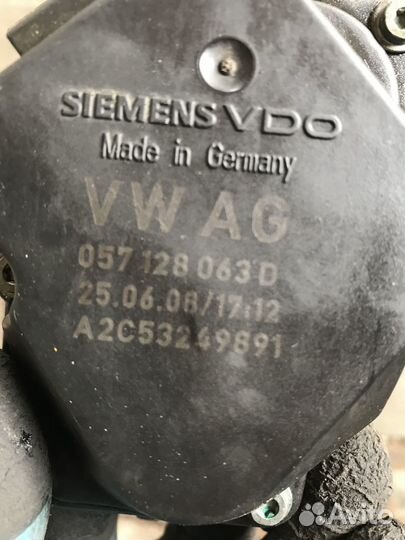 SIEMENS VDO
Made in Germany
VW AG
057 128 063 D
25.06.08/17:12
A2C53249891
Avito